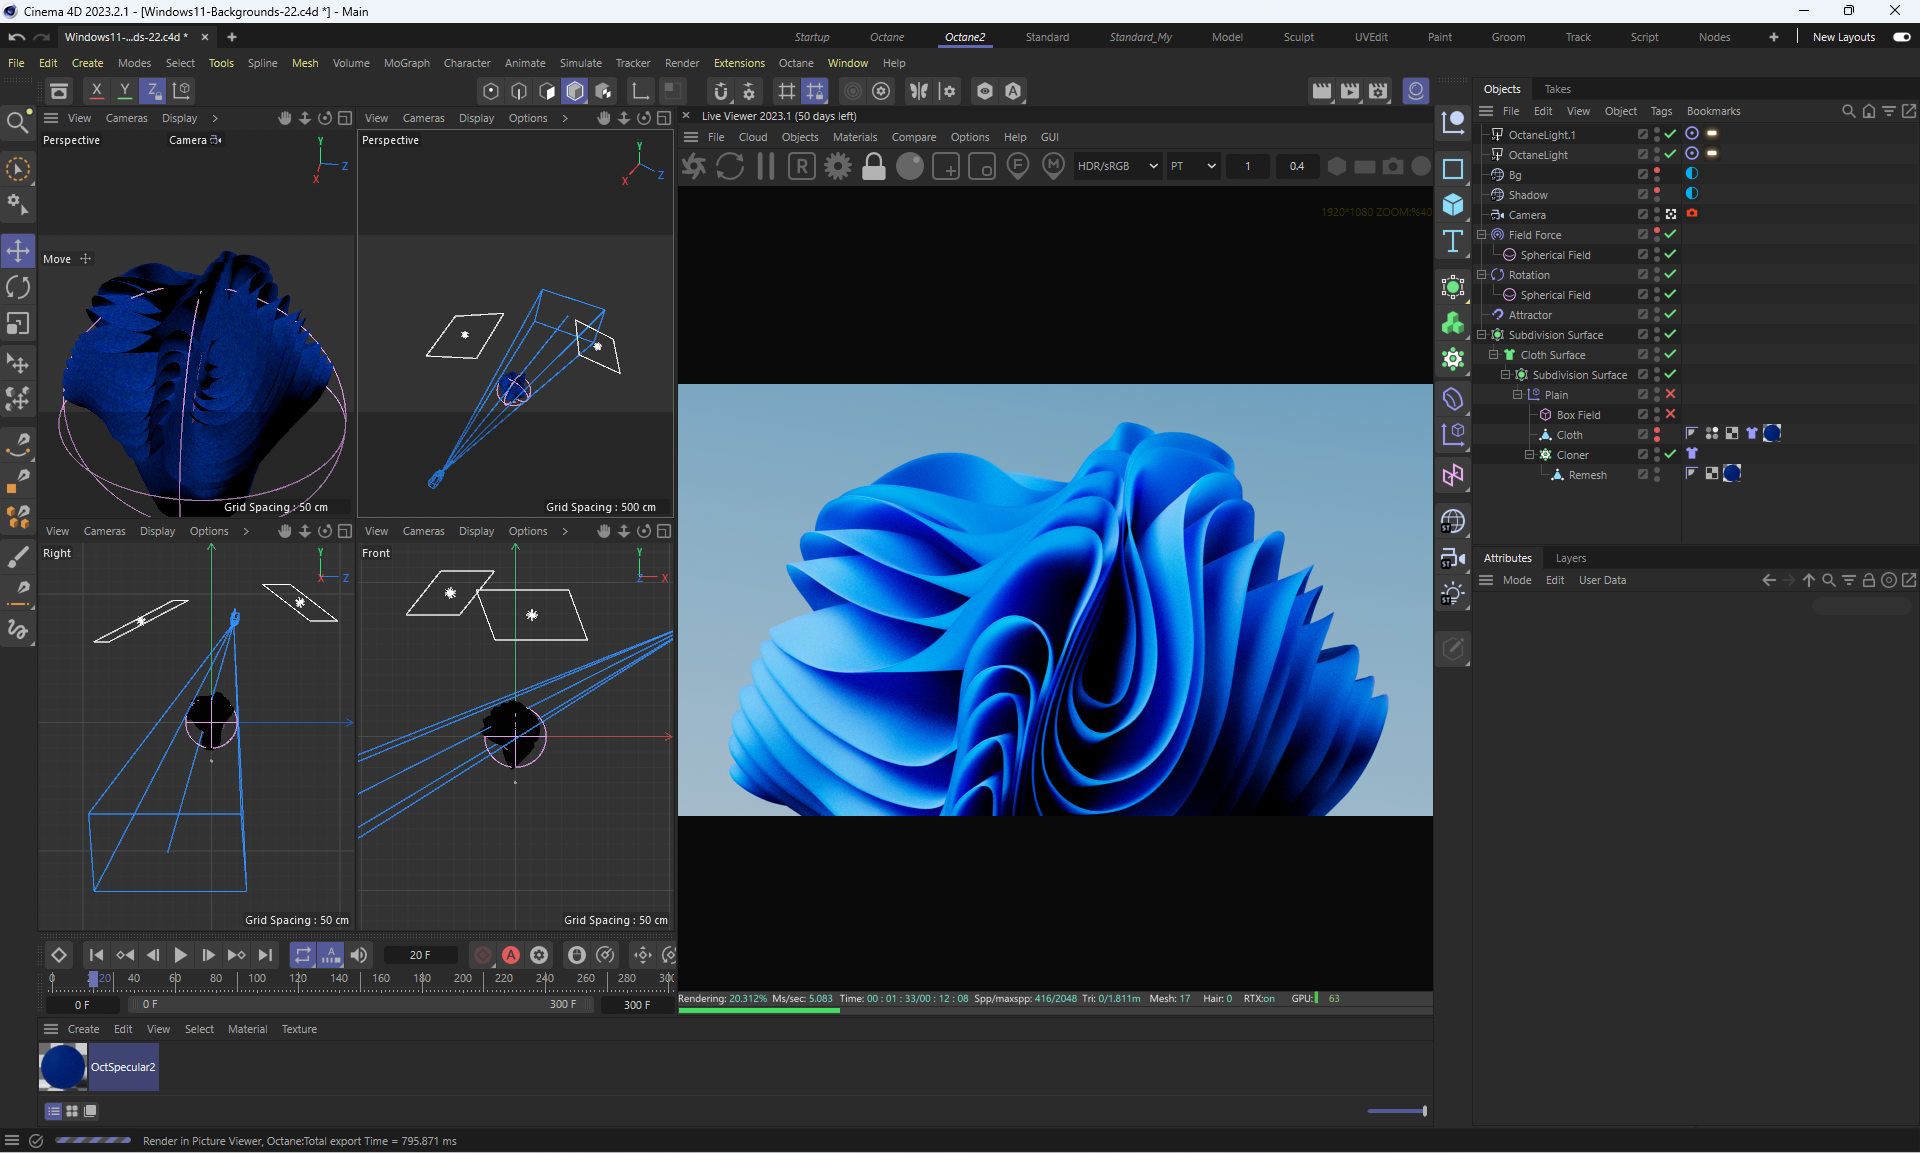 Cinema 4D 2023.2.1 - [Windows11-Backgrounds-22.c4d *] - Main
Windows11-...ds-22.c4d *
Startup Octane Octane2 Standard Standard_My Model Sculpt UVEdit Paint Groom Track Script Nodes New Layouts
File Edit Create Modes Select Tools Spline Mesh Volume MoGraph Character Animate Simulate Tracker Render Extensions Octane Window Help
X Y Z
View Cameras Display
Perspective Camera
Y Z X
Move
Grid Spacing : 50 cm
View Cameras Display Options
Perspective
Y Z X
Grid Spacing : 500 cm
View Cameras Display Options
Right
Y X Z
Grid Spacing : 50 cm
View Cameras Display Options
Front
Y Z X
Grid Spacing : 50 cm
Live Viewer 2023.1 (50 days left)
File Cloud Objects Materials Compare Options Help GUI
R F M HDR/sRGB PT 1 0.4
1920*1080 ZOOM:%40
Rendering: 20.312% Ms/sec: 5.083 Time: 00 : 01 : 33/00 : 12 : 08 Spp/maxspp: 416/2048 Tri: 0/1.811m Mesh: 17 Hair: 0 RTX:on GPU: 63
ST
ST
ST
Objects Takes
File Edit View Object Tags Bookmarks
OctaneLight.1
OctaneLight
Bg
Shadow
Camera
Field Force
Spherical Field
Rotation
Spherical Field
Attractor
Subdivision Surface
Cloth Surface
Subdivision Surface
Plain
Box Field
Cloth
Cloner
Remesh
Attributes Layers
Mode Edit User Data
A 20 F A
0 20 40 60 80 100 120 140 160 180 200 220 240 260 280 30
0 F 0 F 300 F 300 F
Create Edit View Select Material Texture
OctSpecular2
Render in Picture Viewer, Octane:Total export Time = 795.871 ms